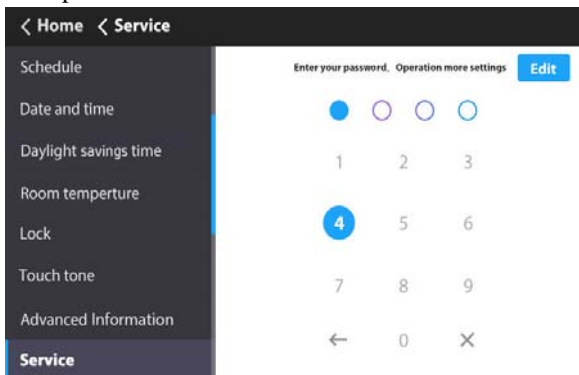 < Home < Service
Schedule
Date and time
Daylight savings time
Room temperture
Lock
Touch tone
Advanced Information
Service
Enter your password, Operation more settings Edit
1 2 3
4 5 6
7 8 9
← 0 ×